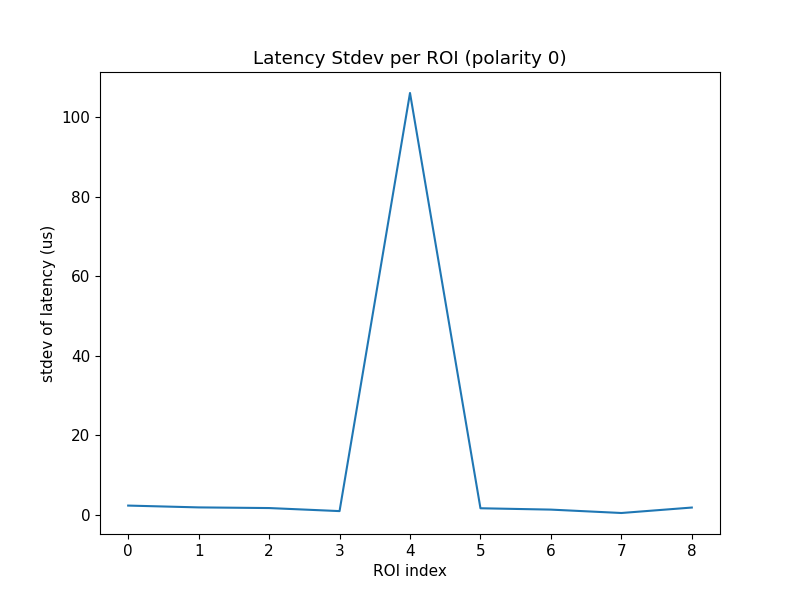 Latency Stdev per ROI (polarity 0)
stdev of latency (us)
100
80
60
40
20
0
0 1 2 3 4 5 6 7 8
ROI index